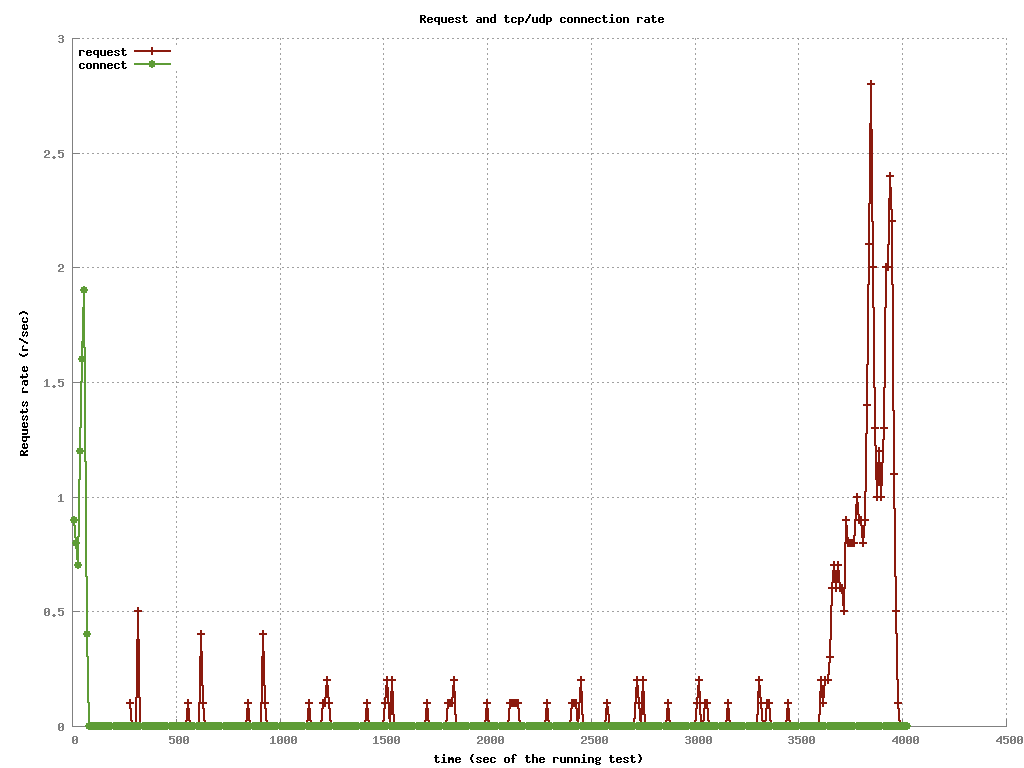 Request and tcp/udp connection rate
request
connect
3
2.5
2
1.5
1
0.5
0
Requests rate (r/sec)
0 500 1000 1500 2000 2500 3000 3500 4000 4500
time (sec of the running test)